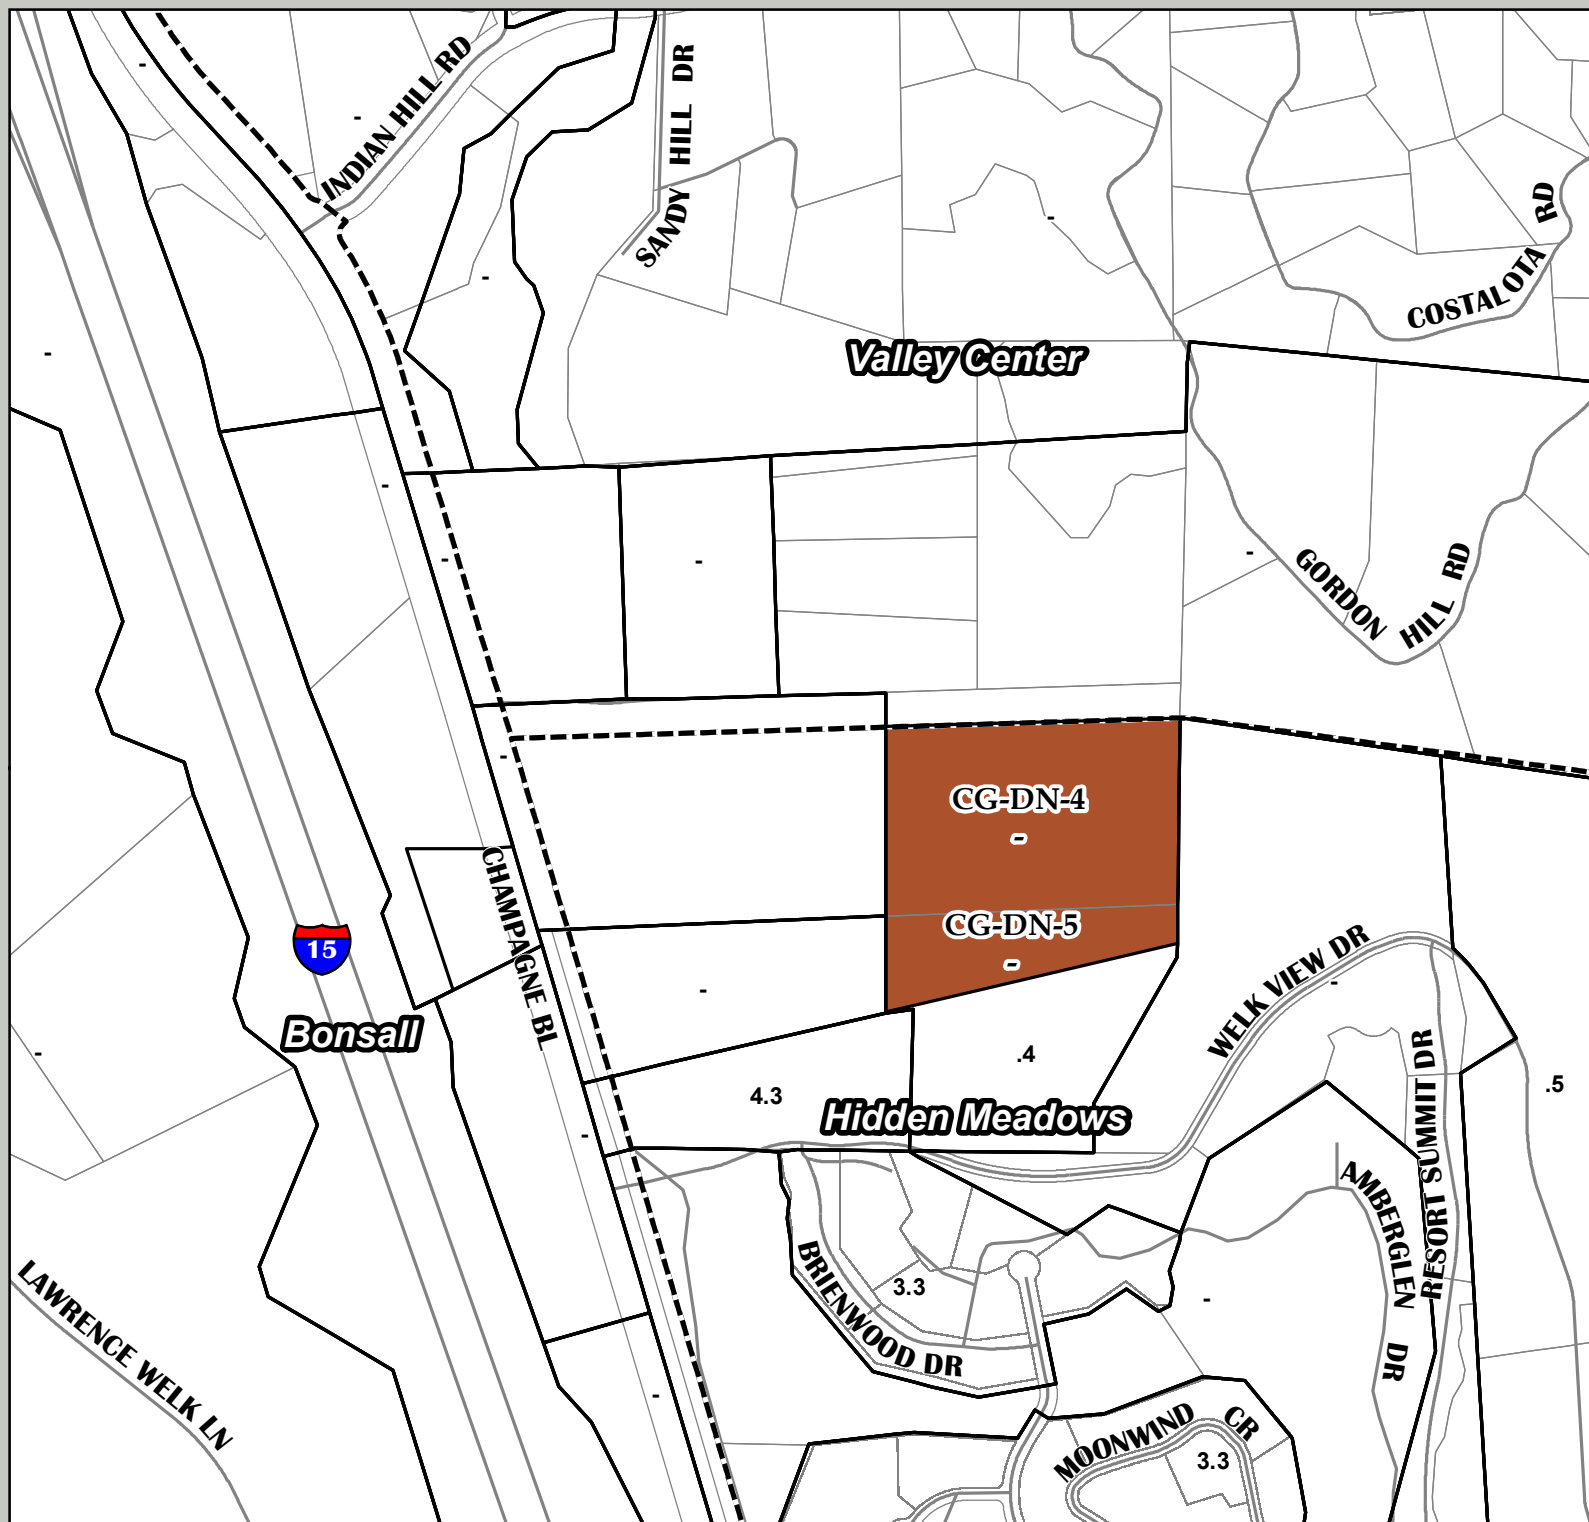 -
INDIAN HILL RD
-
SANDY HILL DR
-
-
COSTALOTA RD
-
Valley Center
-
-
-
-
-
GORDON HILL RD
-
CG-DN-4
-
CG-DN-5
-
CHAMPAGNE BL
15
WELK VIEW DR
-
-
Bonsall
-
.4
4.3
.5
Hidden Meadows
-
RESORT SUMMIT DR
AMBERGLEN DR
BRIENWOOD DR
3.3
-
LAWRENCE WELK LN
-
MOONWIND CR
3.3